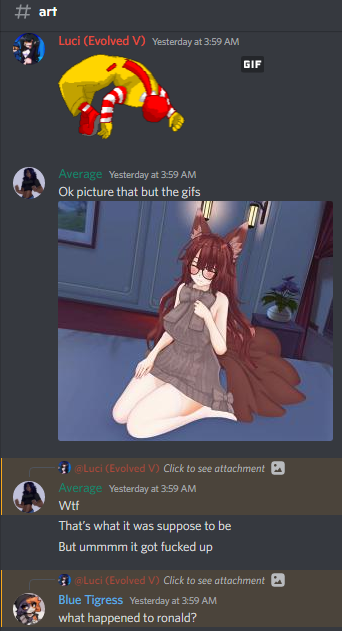 # art
Luci (Evolved V) Yesterday at 3:59 AM
GIF
Average Yesterday at 3:59 AM
Ok picture that but the gifs
@Luci (Evolved V) Click to see attachment
Average Yesterday at 3:59 AM
Wtf
That's what it was suppose to be
But ummmm it got fucked up
@Luci (Evolved V) Click to see attachment
Blue Tigress Yesterday at 3:59 AM
what happened to ronald?